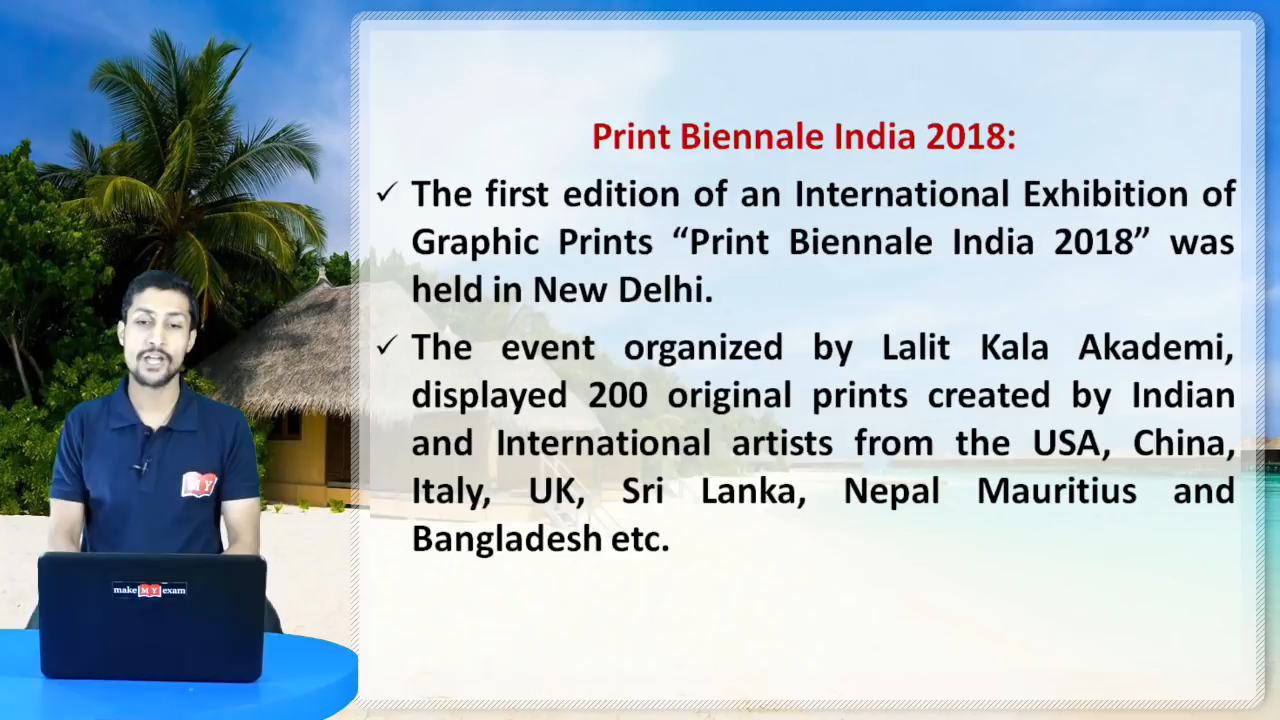 Print Biennale India 2018:
✓ The first edition of an International Exhibition of
Graphic Prints “Print Biennale India 2018” was
held in New Delhi.
✓ The event organized by Lalit Kala Akademi,
displayed 200 original prints created by Indian
and International artists from the USA, China,
Italy, UK, Sri Lanka, Nepal Mauritius and
Bangladesh etc.
MY
make MY exam